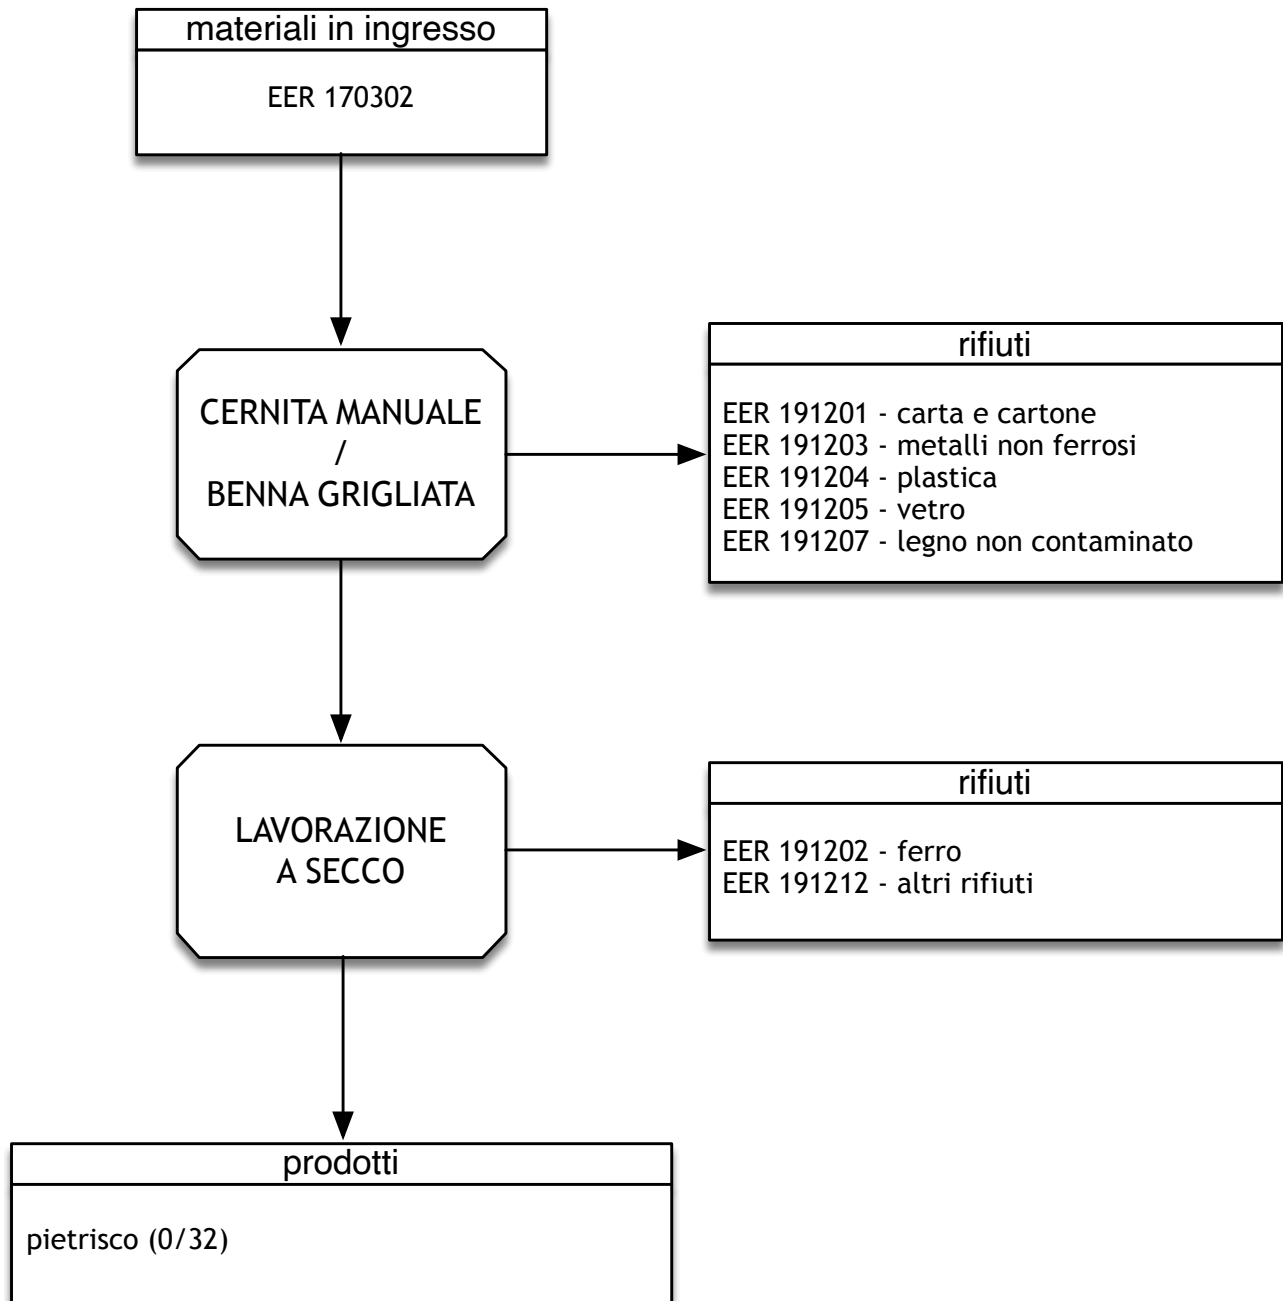 materiali in ingresso
EER 170302
CERNITA MANUALE
/
BENNA GRIGLIATA
rifiuti
EER 191201 - carta e cartone
EER 191203 - metalli non ferrosi
EER 191204 - plastica
EER 191205 - vetro
EER 191207 - legno non contaminato
LAVORAZIONE
A SECCO
rifiuti
EER 191202 - ferro
EER 191212 - altri rifiuti
prodotti
pietrisco (0/32)